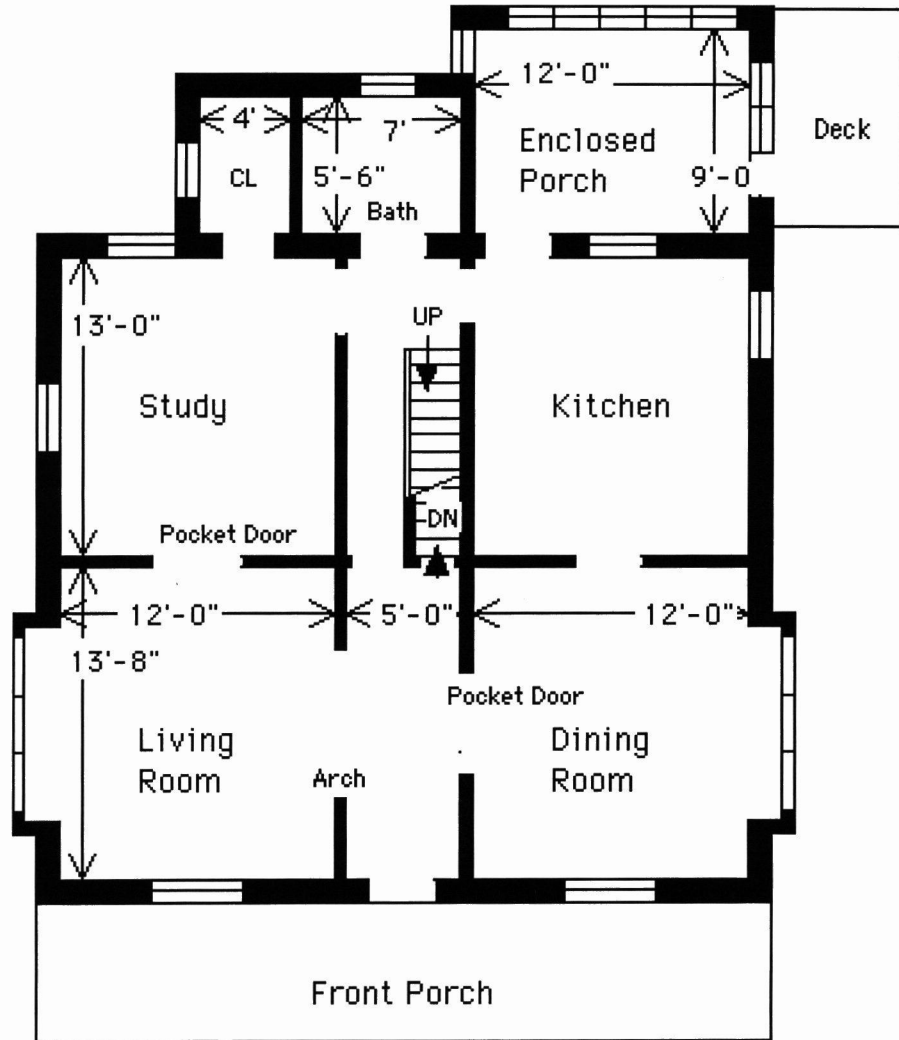 12'-0"
4'
7'
Deck
Enclosed
Porch
CL
5'-6"
9'-0
Bath
13'-0"
UP
Study
Kitchen
DN
Pocket Door
12'-0"
5'-0"
12'-0"
13'-8"
Pocket Door
Living
Room
Dining
Room
Arch
Front Porch